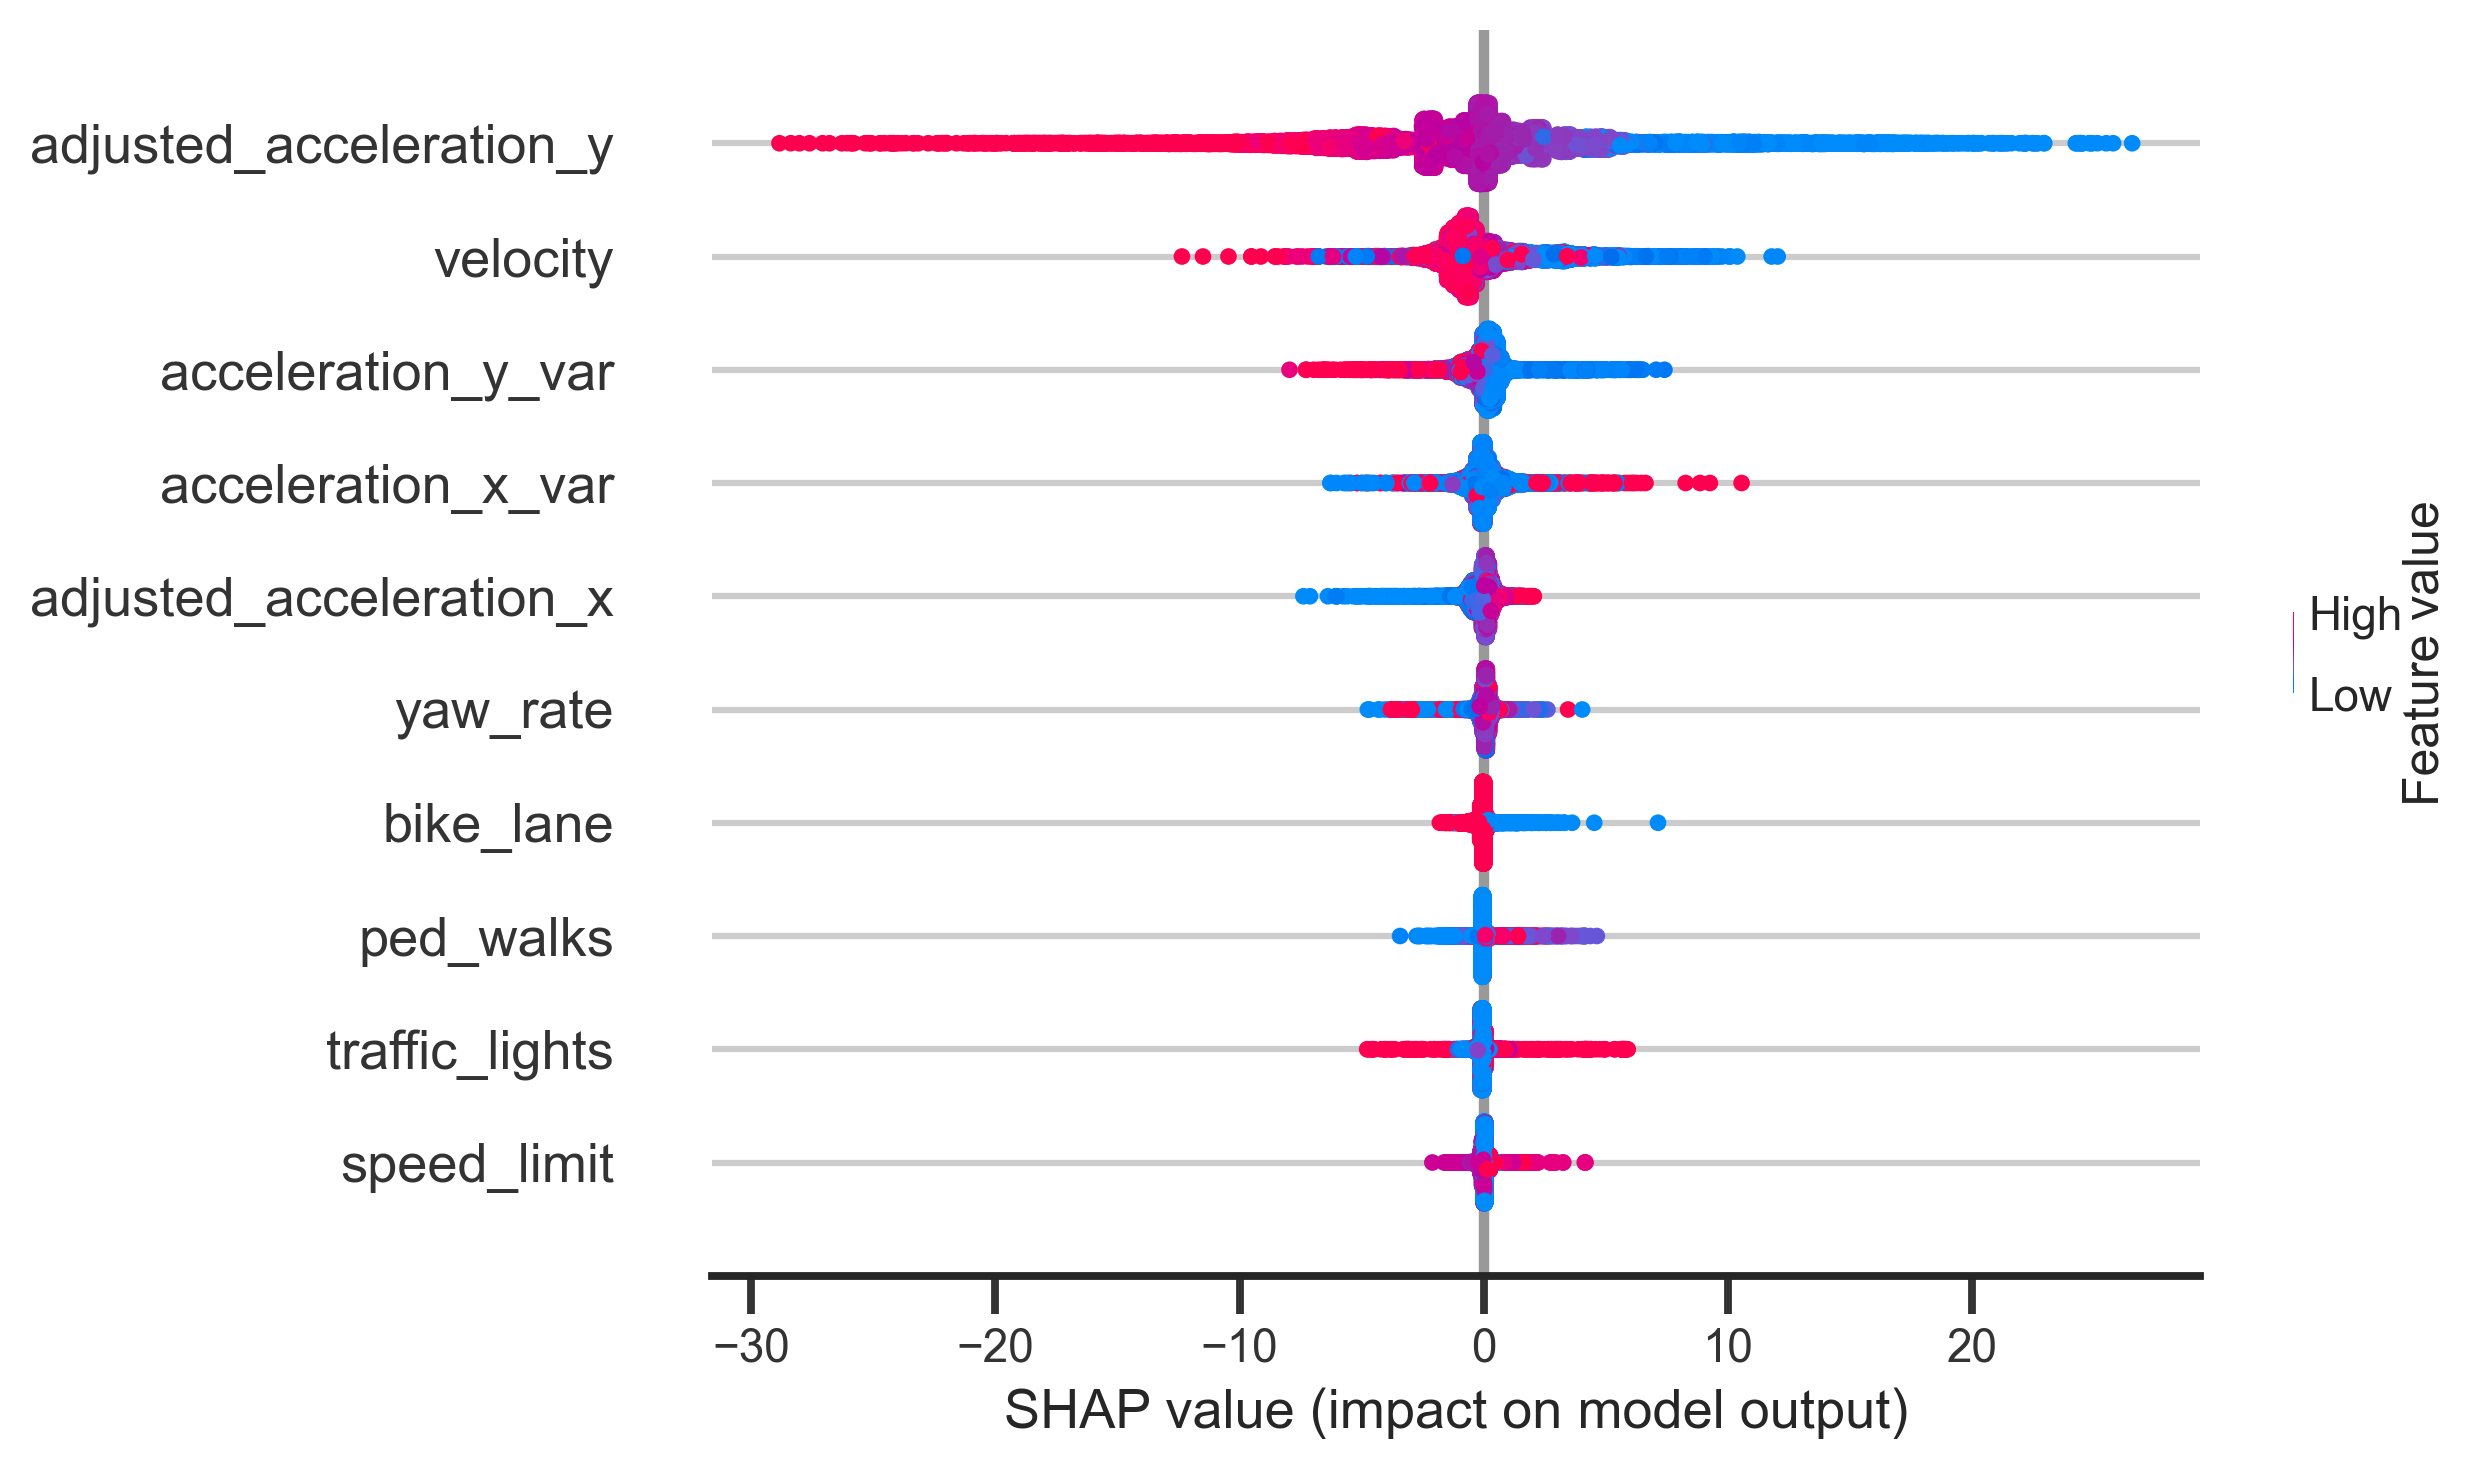 adjusted_acceleration_y
velocity
acceleration_y_var
acceleration_x_var
adjusted_acceleration_x
yaw_rate
bike_lane
ped_walks
traffic_lights
speed_limit
−30
−20
−10
0
10
20
SHAP value (impact on model output)
High
Low
Feature value